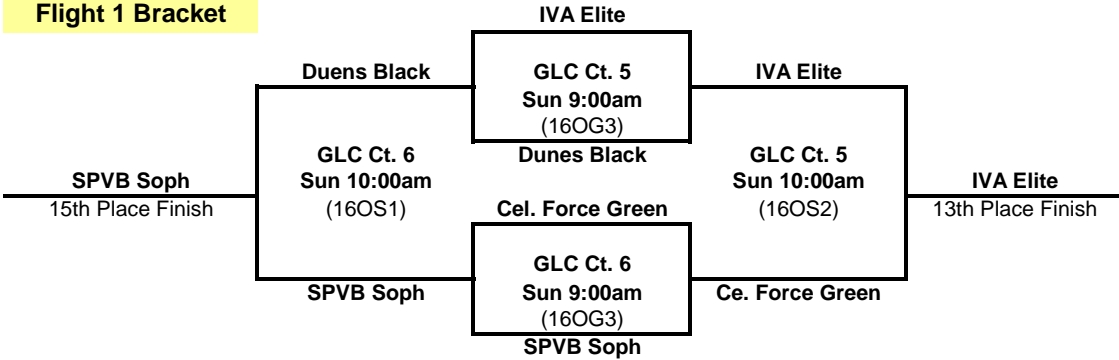 Flight 1 Bracket
IVA Elite
Duens Black
GLC Ct. 5
IVA Elite
Sun 9:00am
(16OG3)
Dunes Black
GLC Ct. 6
GLC Ct. 5
SPVB Soph
Sun 10:00am
Sun 10:00am
IVA Elite
15th Place Finish
(16OS1)
Cel. Force Green
(16OS2)
13th Place Finish
GLC Ct. 6
SPVB Soph
Sun 9:00am
Ce. Force Green
(16OG3)
SPVB Soph